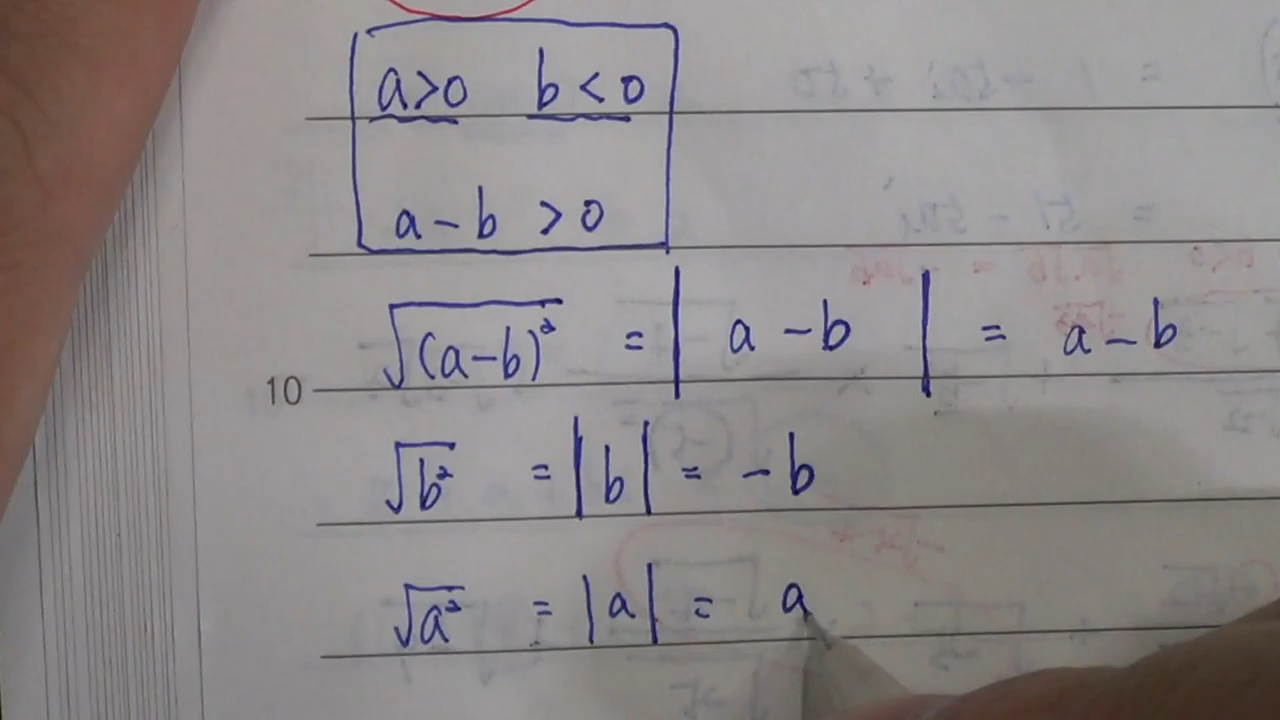 a>0 b<0
a-b >0
√(a-b)² = | a-b | = a-b
10
√b² = |b| = -b
√a² = |a| = a